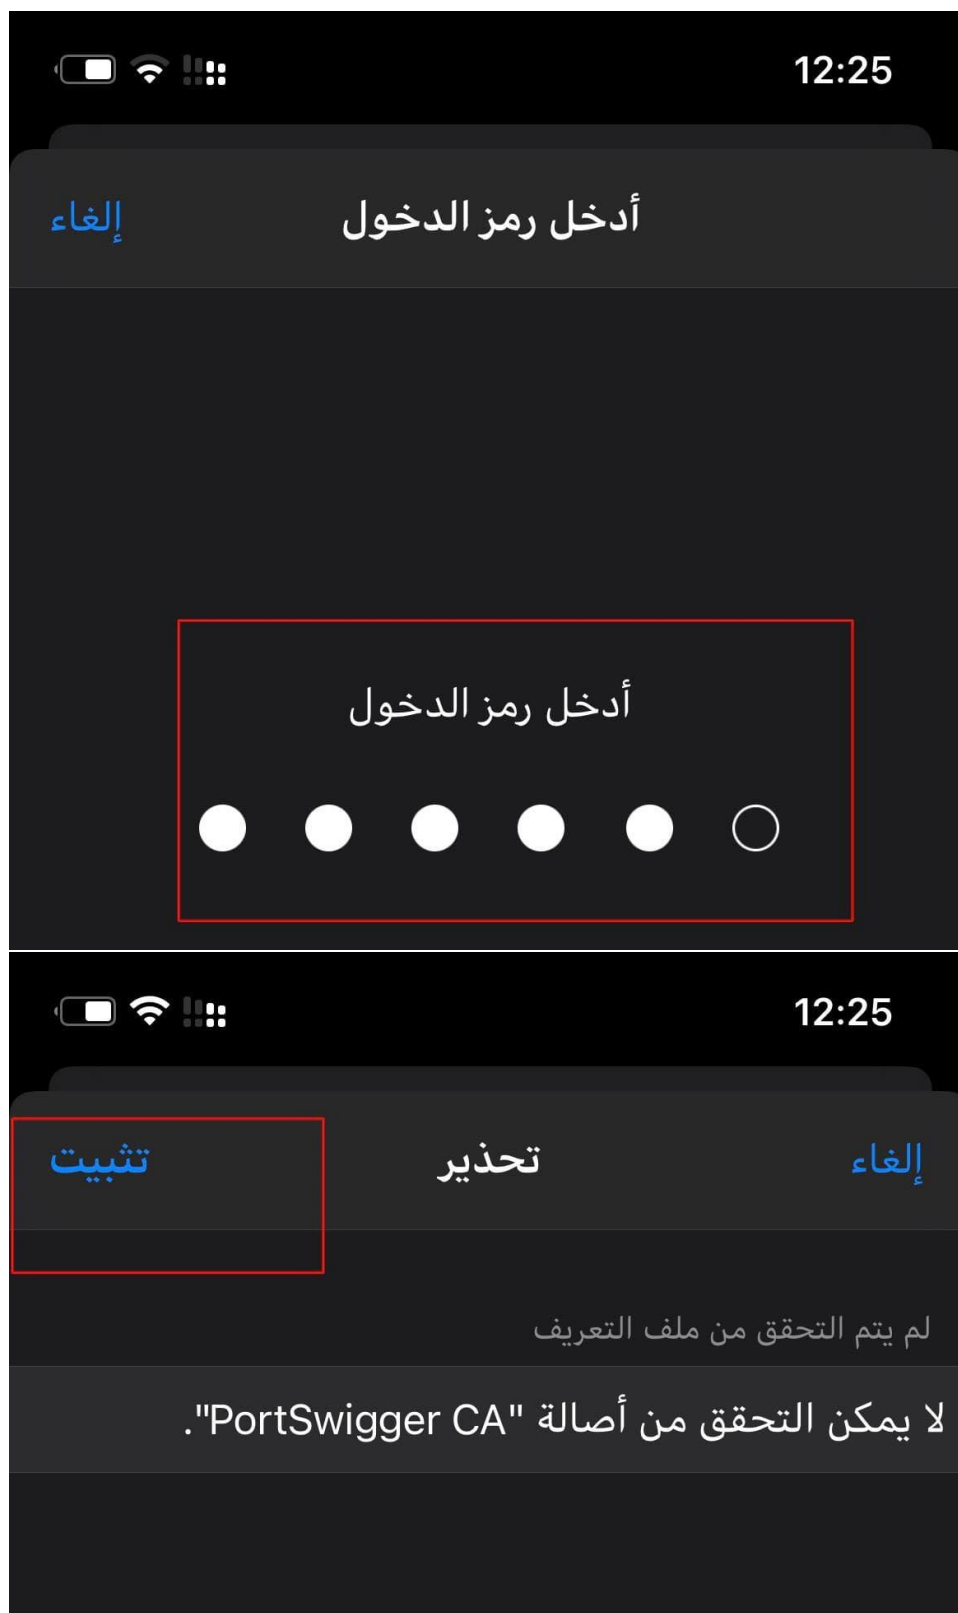 12:25
أدخل رمز الدخول
إلغاء
أدخل رمز الدخول
12:25
إلغاء
تحذير
تثبيت
لم يتم التحقق من ملف التعريف
لا يمكن التحقق من أصالة "PortSwigger CA".